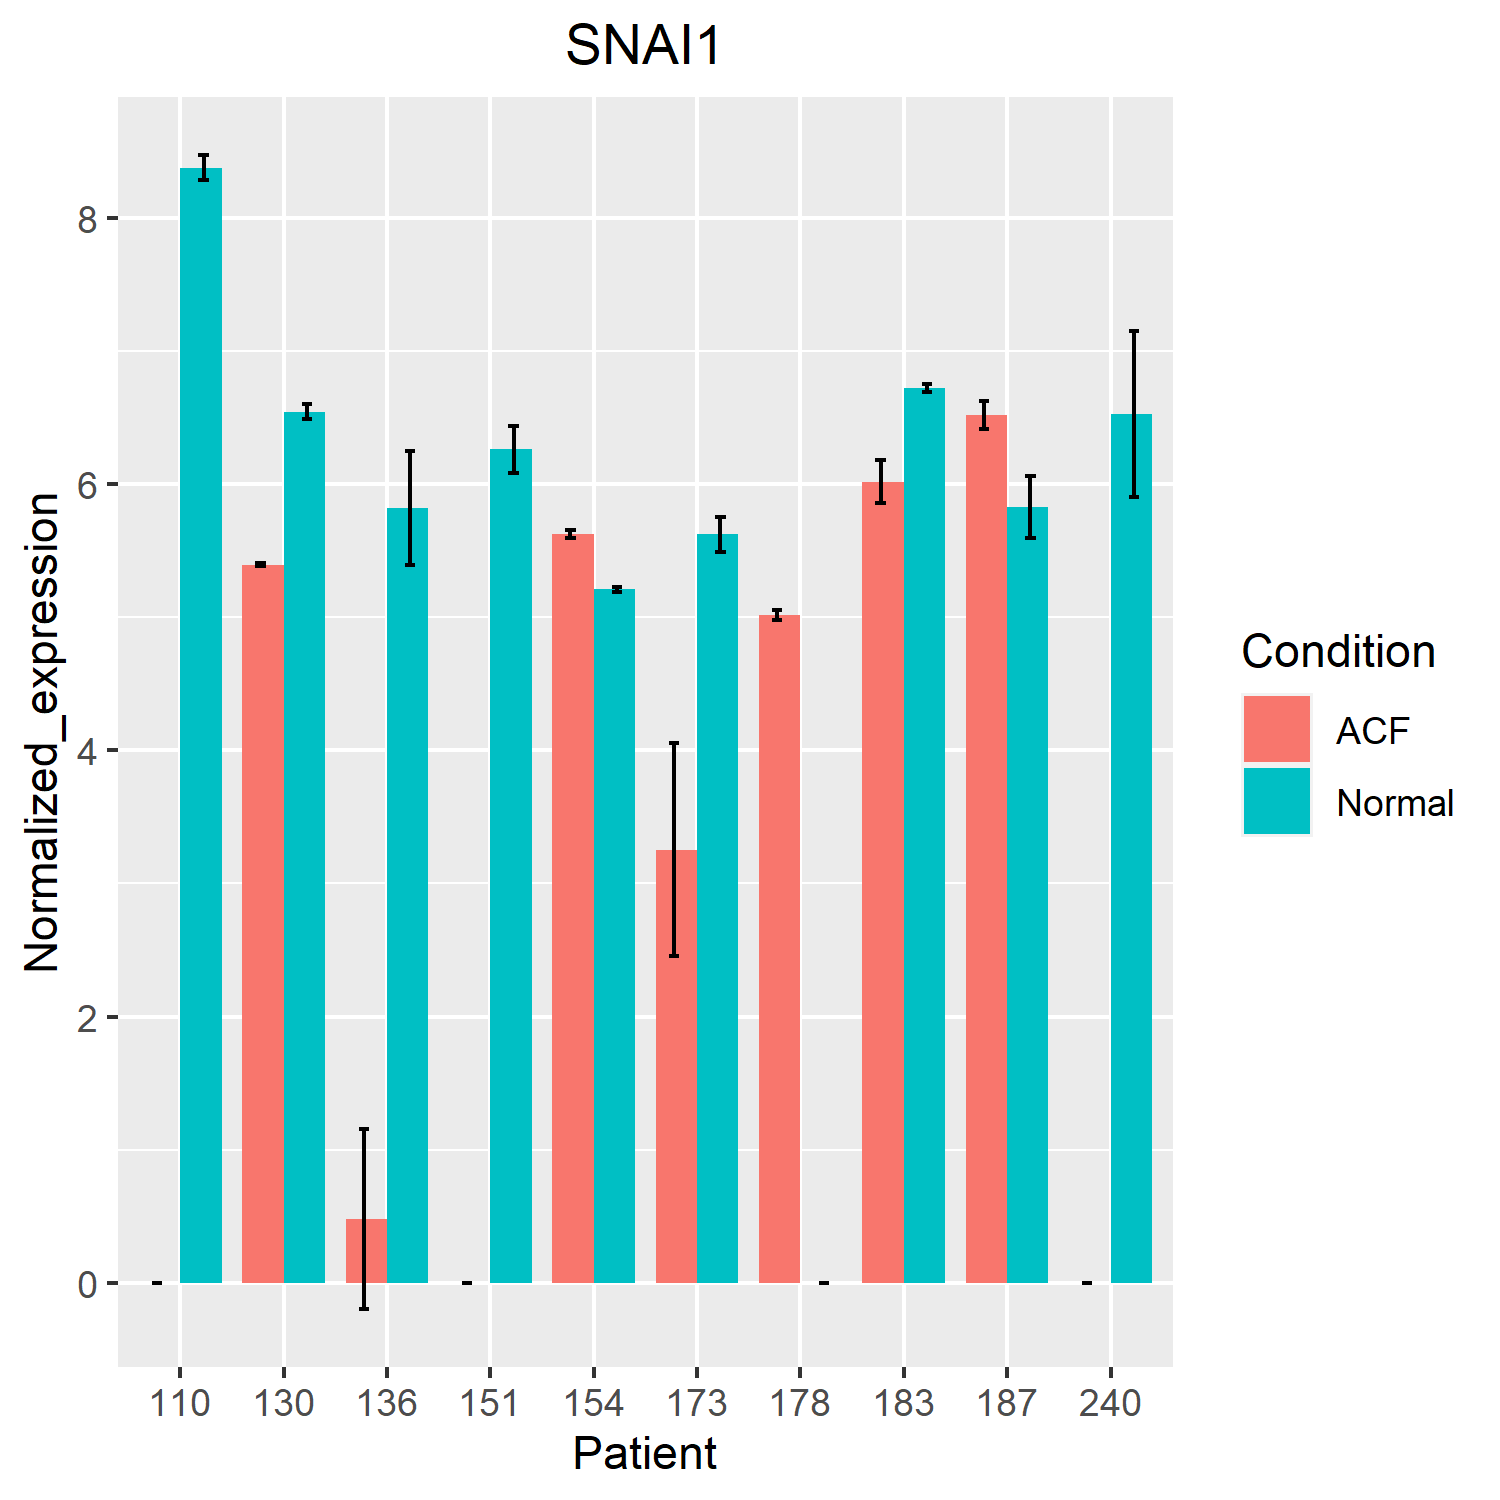 SNAI1
Normalized_expression
8
6
4
2
0
110 130 136 151 154 173 178 183 187 240
Patient
Condition
ACF
Normal